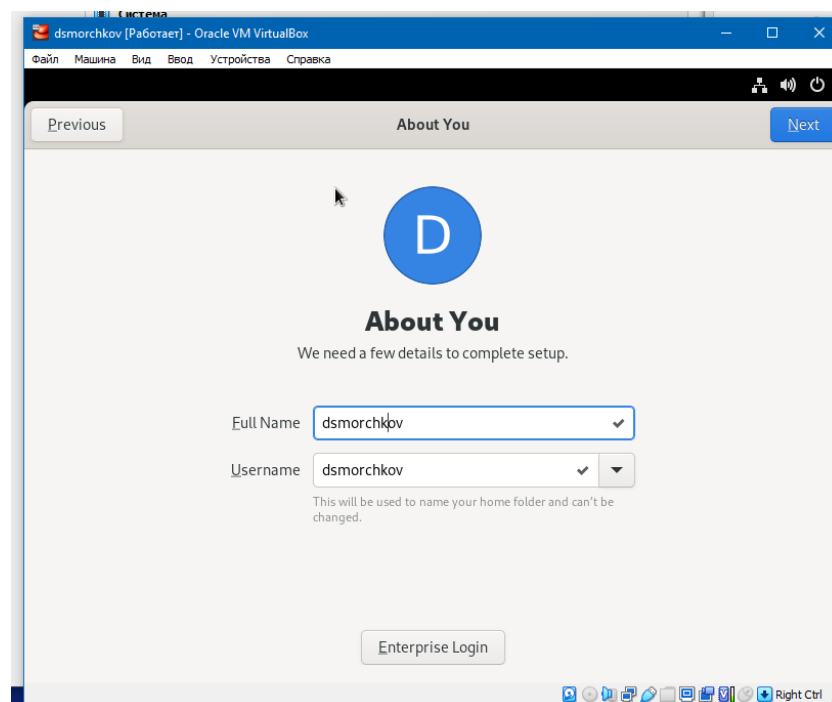 Система
dsmorchkov [Работает] - Oracle VM VirtualBox
Файл Машина Вид Ввод Устройства Справка
Previous About You Next
D
About You
We need a few details to complete setup.
Full Name dsmorchkov
Username dsmorchkov
This will be used to name your home folder and can't be
changed.
Enterprise Login
Right Ctrl